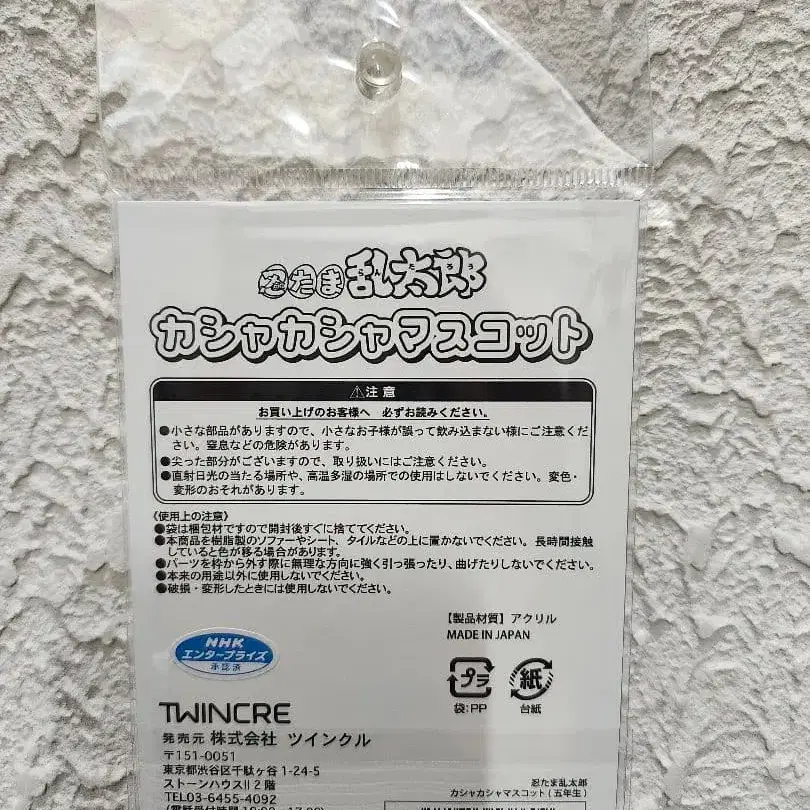 忍たま乱太郎
カシャカシャマスコット
⚠注意
お買い上げのお客様へ 必ずお読みください。
●小さな部品がありますので、小さなお子様が誤って飲み込まない様にご注意くだ
さい。窒息などの危険があります。
●尖った部分がございますので、取り扱いにはご注意ください。
●直射日光の当たる場所や、高温多湿の場所での使用はしないでください。変色・
変形のおそれがあります。
《使用上の注意》
●袋は梱包材ですので開封後すぐに捨ててください。
●本商品を樹脂製のソファーやシート、タイルなどの上に置かないでください。長時間接触
していると色が移る場合があります。
●パーツを枠から外す際に無理な方向に強く引っ張ったり、曲げたりしないでください。
●本来の用途以外に使用しないでください。
●破損・変形したときには使用しないでください。
【製品材質】アクリル
MADE IN JAPAN
NHK
エンタープライズ
承認済
プラ
袋:PP
紙
台紙
TWINCRE
発売元 株式会社 ツインクル
〒151-0051
東京都渋谷区千駄ヶ谷 1-24-5
ストーンハウスⅡ 2階
TEL03-6455-4092
忍たま乱太郎
カシャカシャマスコット(五年生)